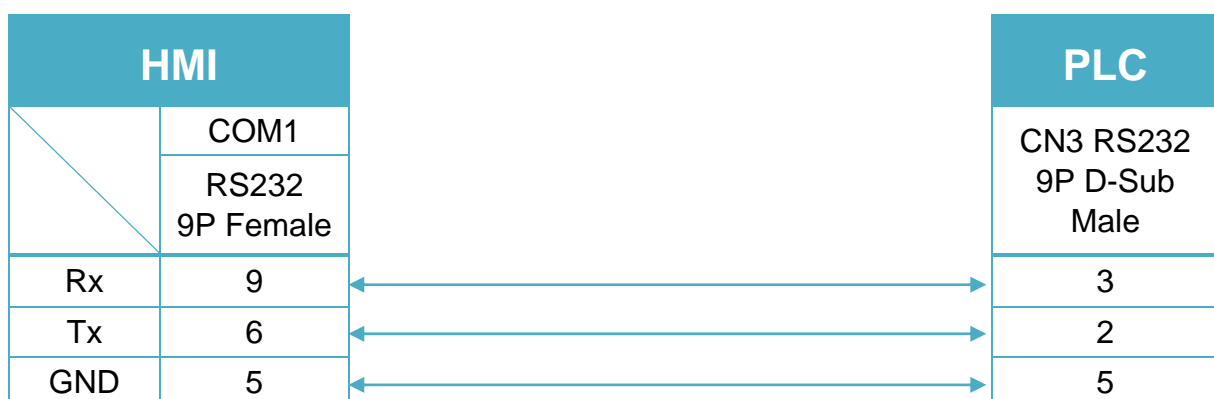 HMI
PLC
COM1
RS232
9P Female
CN3 RS232
9P D-Sub
Male
Rx 9 3
Tx 6 2
GND 5 5